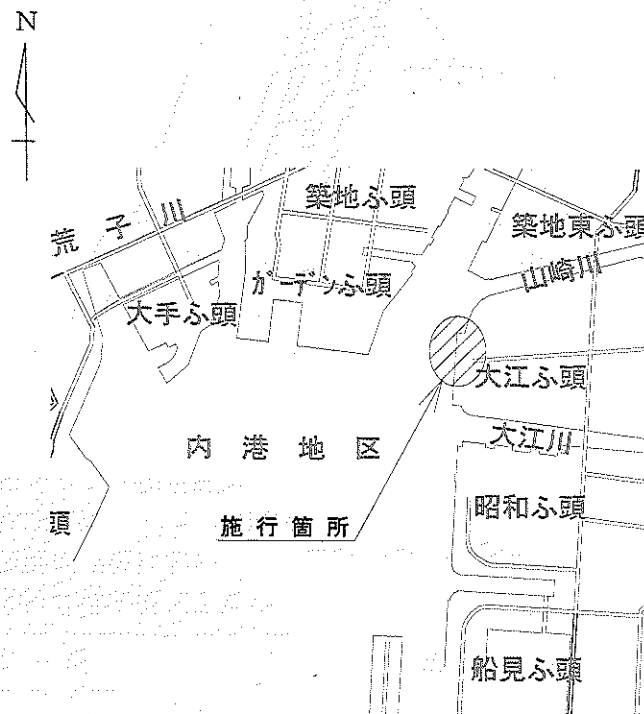 N
築地ふ頭
荒子川
築地東ふ頭
山崎川
ガーデンふ頭
大手ふ頭
大江ふ頭
内港地区
大江川
昭和ふ頭
頭
施行箇所
船見ふ頭